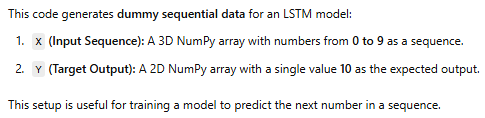 This code generates dummy sequential data for an LSTM model:
1. X (Input Sequence): A 3D NumPy array with numbers from 0 to 9 as a sequence.
2. Y (Target Output): A 2D NumPy array with a single value 10 as the expected output.
This setup is useful for training a model to predict the next number in a sequence.